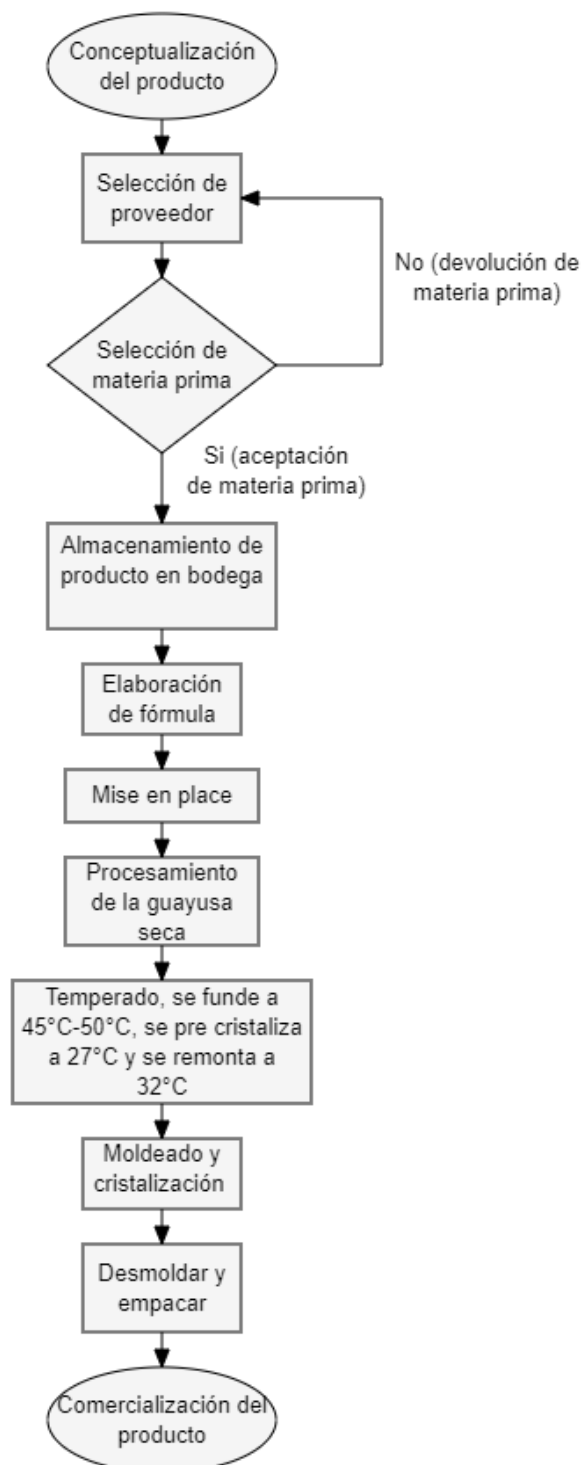 Conceptualización
del producto
Selección de
proveedor
No (devolución de
materia prima)
Selección de
materia prima
Si (aceptación
de materia prima)
Almacenamiento de
producto en bodega
Elaboración
de fórmula
Mise en place
Procesamiento
de la guayusa
seca
Temperado, se funde a
45°C-50°C, se pre cristaliza
a 27°C y se remonta a
32°C
Moldeado y
cristalización
Desmoldar y
empacar
Comercialización del
producto